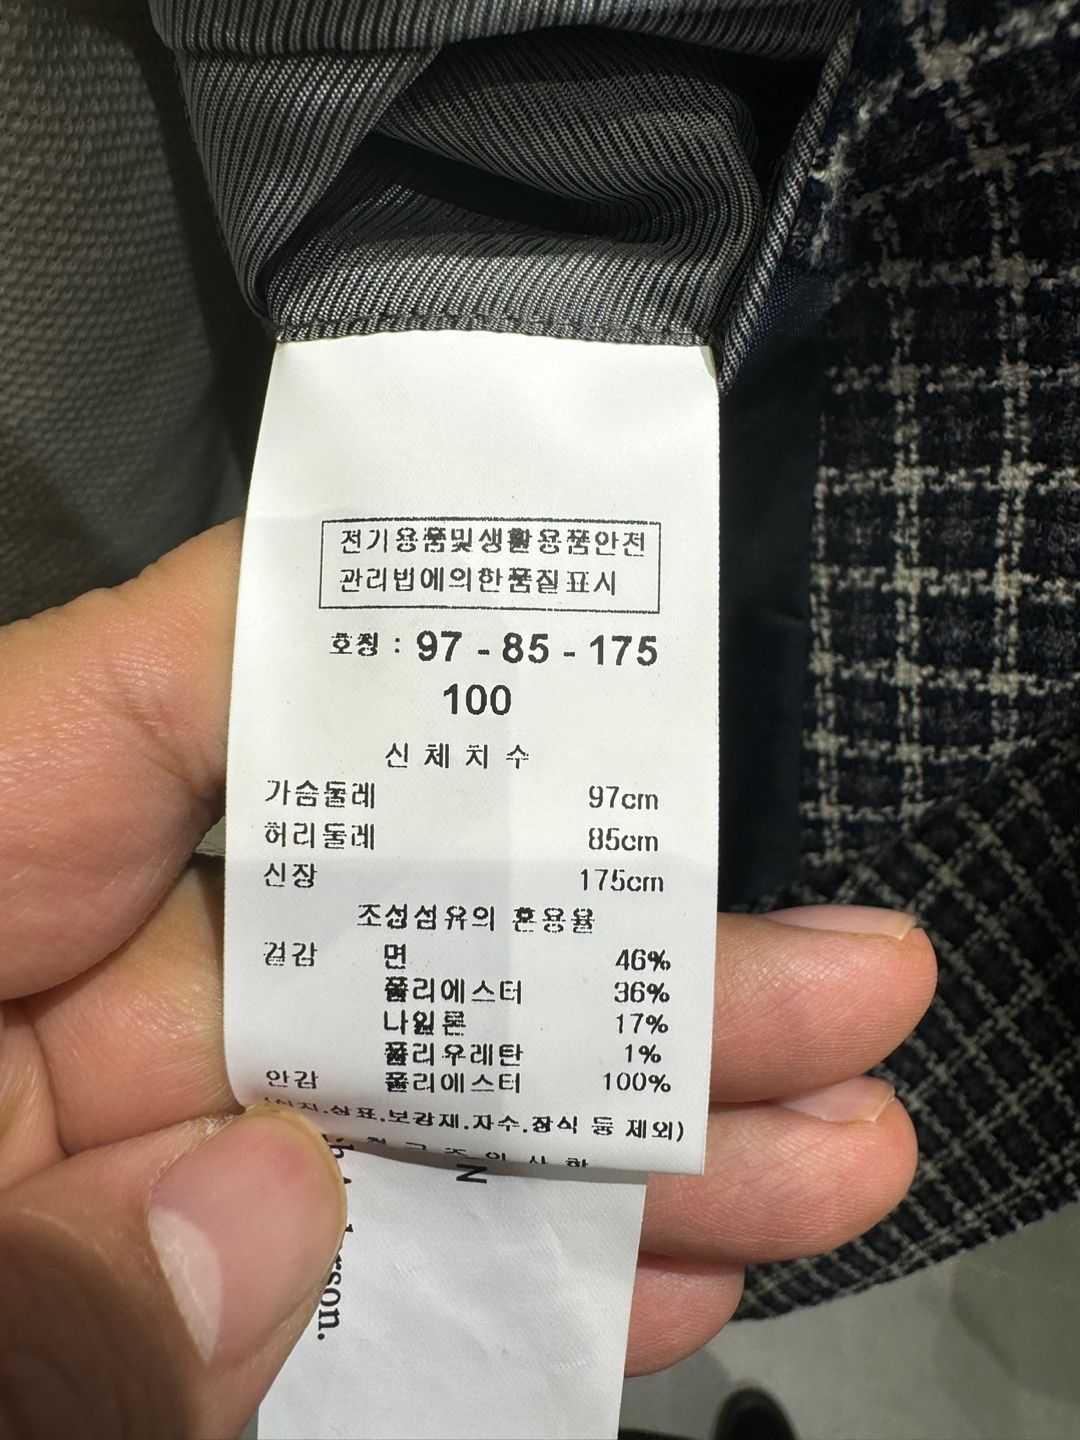 전기용품및생활용품안전
관리법에의한품질표시
호칭 : 97 - 85 - 175
100
신체치수
가슴둘레 97cm
허리둘레 85cm
신장 175cm
조성섬유의 혼용율
겉감 면 46%
폴리에스터 36%
나일론 17%
폴리우레탄 1%
안감 폴리에스터 100%
상표.보강재.자수.장식 등 제외)
N